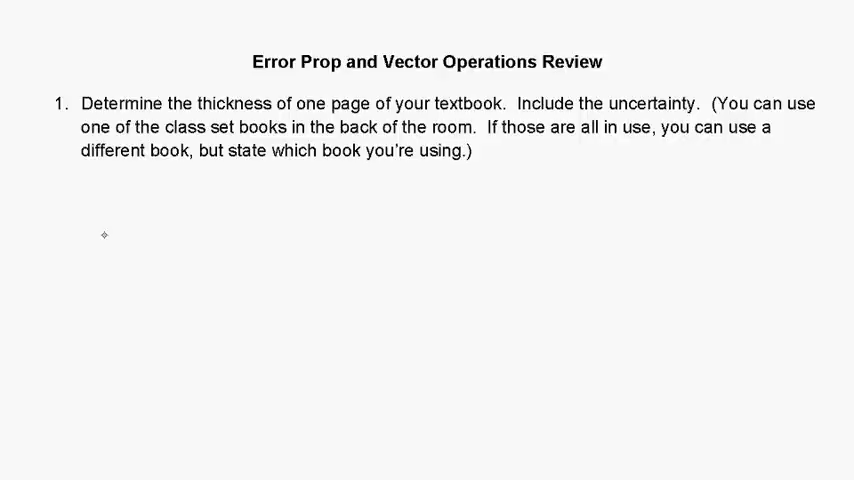 Error Prop and Vector Operations Review
1. Determine the thickness of one page of your textbook. Include the uncertainty. (You can use
one of the class set books in the back of the room. If those are all in use, you can use a
different book, but state which book you're using.)